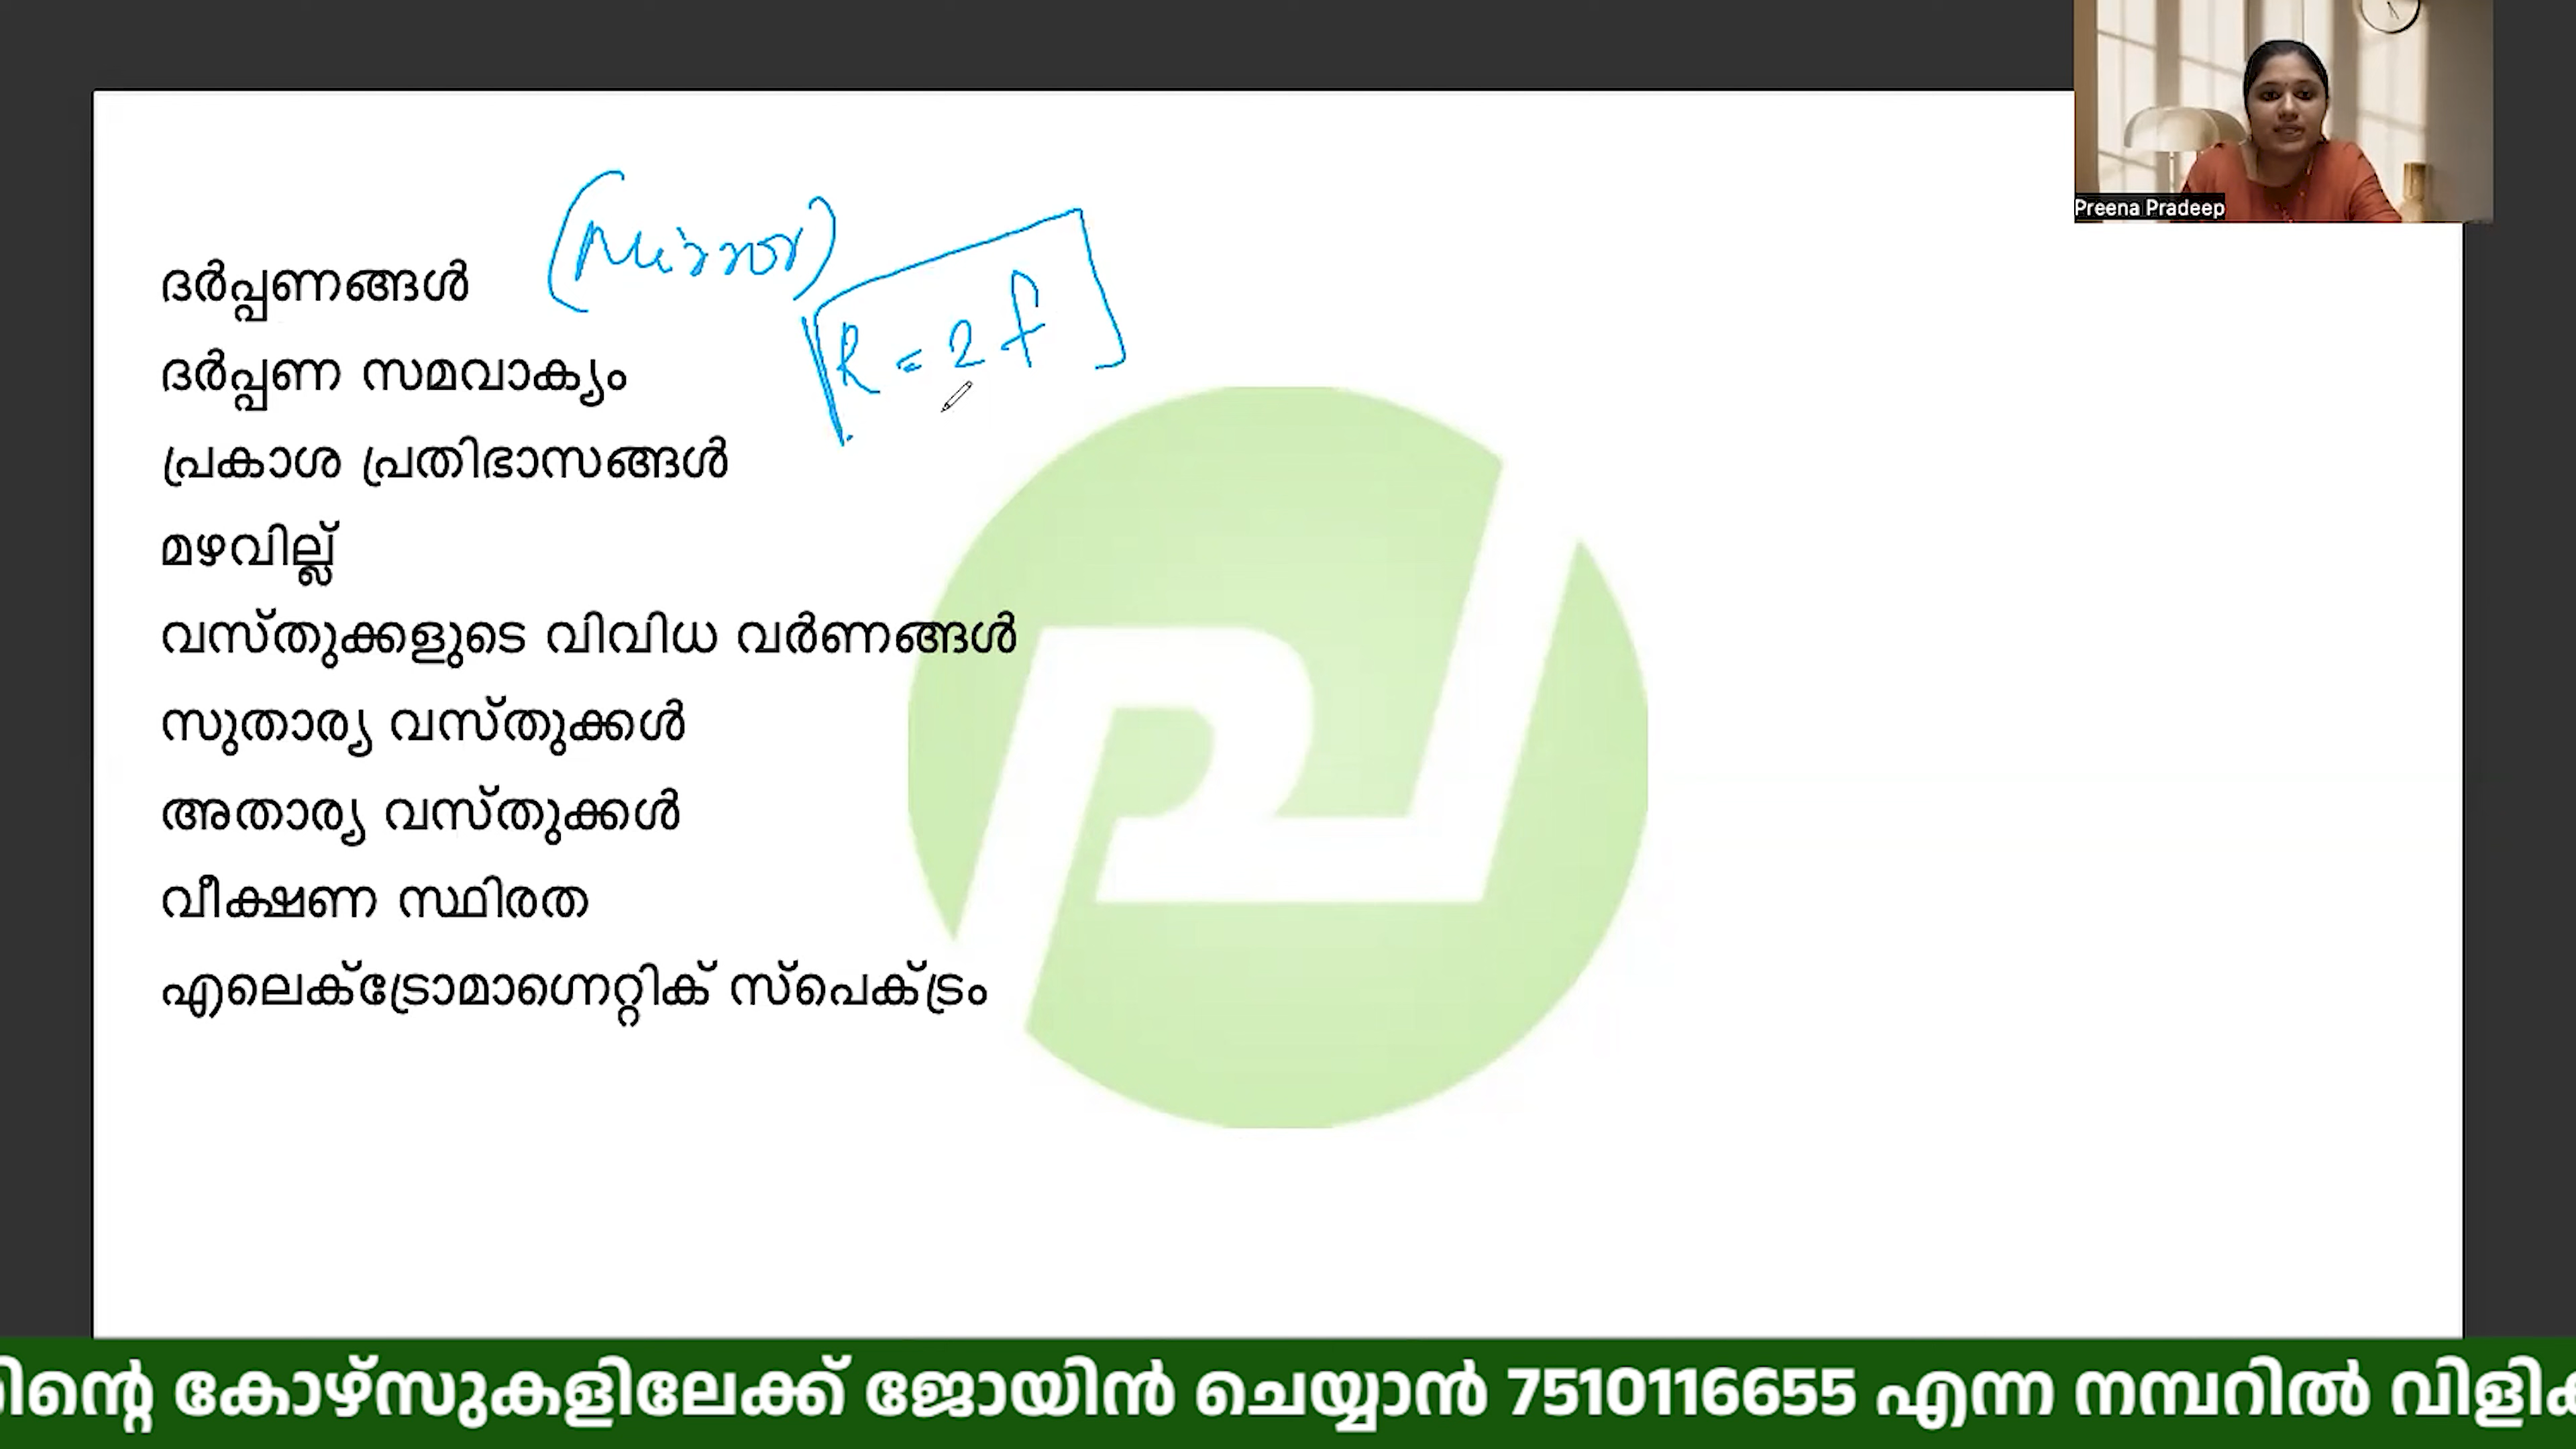 Preena Pradeep
(Mirror)
ദർപ്പണങ്ങൾ
R = 2f
ദർപ്പണ സമവാക്യം
പ്രകാശ പ്രതിഭാസങ്ങൾ
മഴവില്ല്
വസ്തുക്കളുടെ വിവിധ വർണങ്ങൾ
സുതാര്യ വസ്തുക്കൾ
അതാര്യ വസ്തുക്കൾ
വീക്ഷണ സ്ഥിരത
എലെക്ട്രോമാഗ്നെറ്റിക് സ്പെക്ട്രം
കോഴ്സുകളിലേക്ക് ജോയിൻ ചെയ്യാൻ 7510116655 എന്ന നമ്പറിൽ